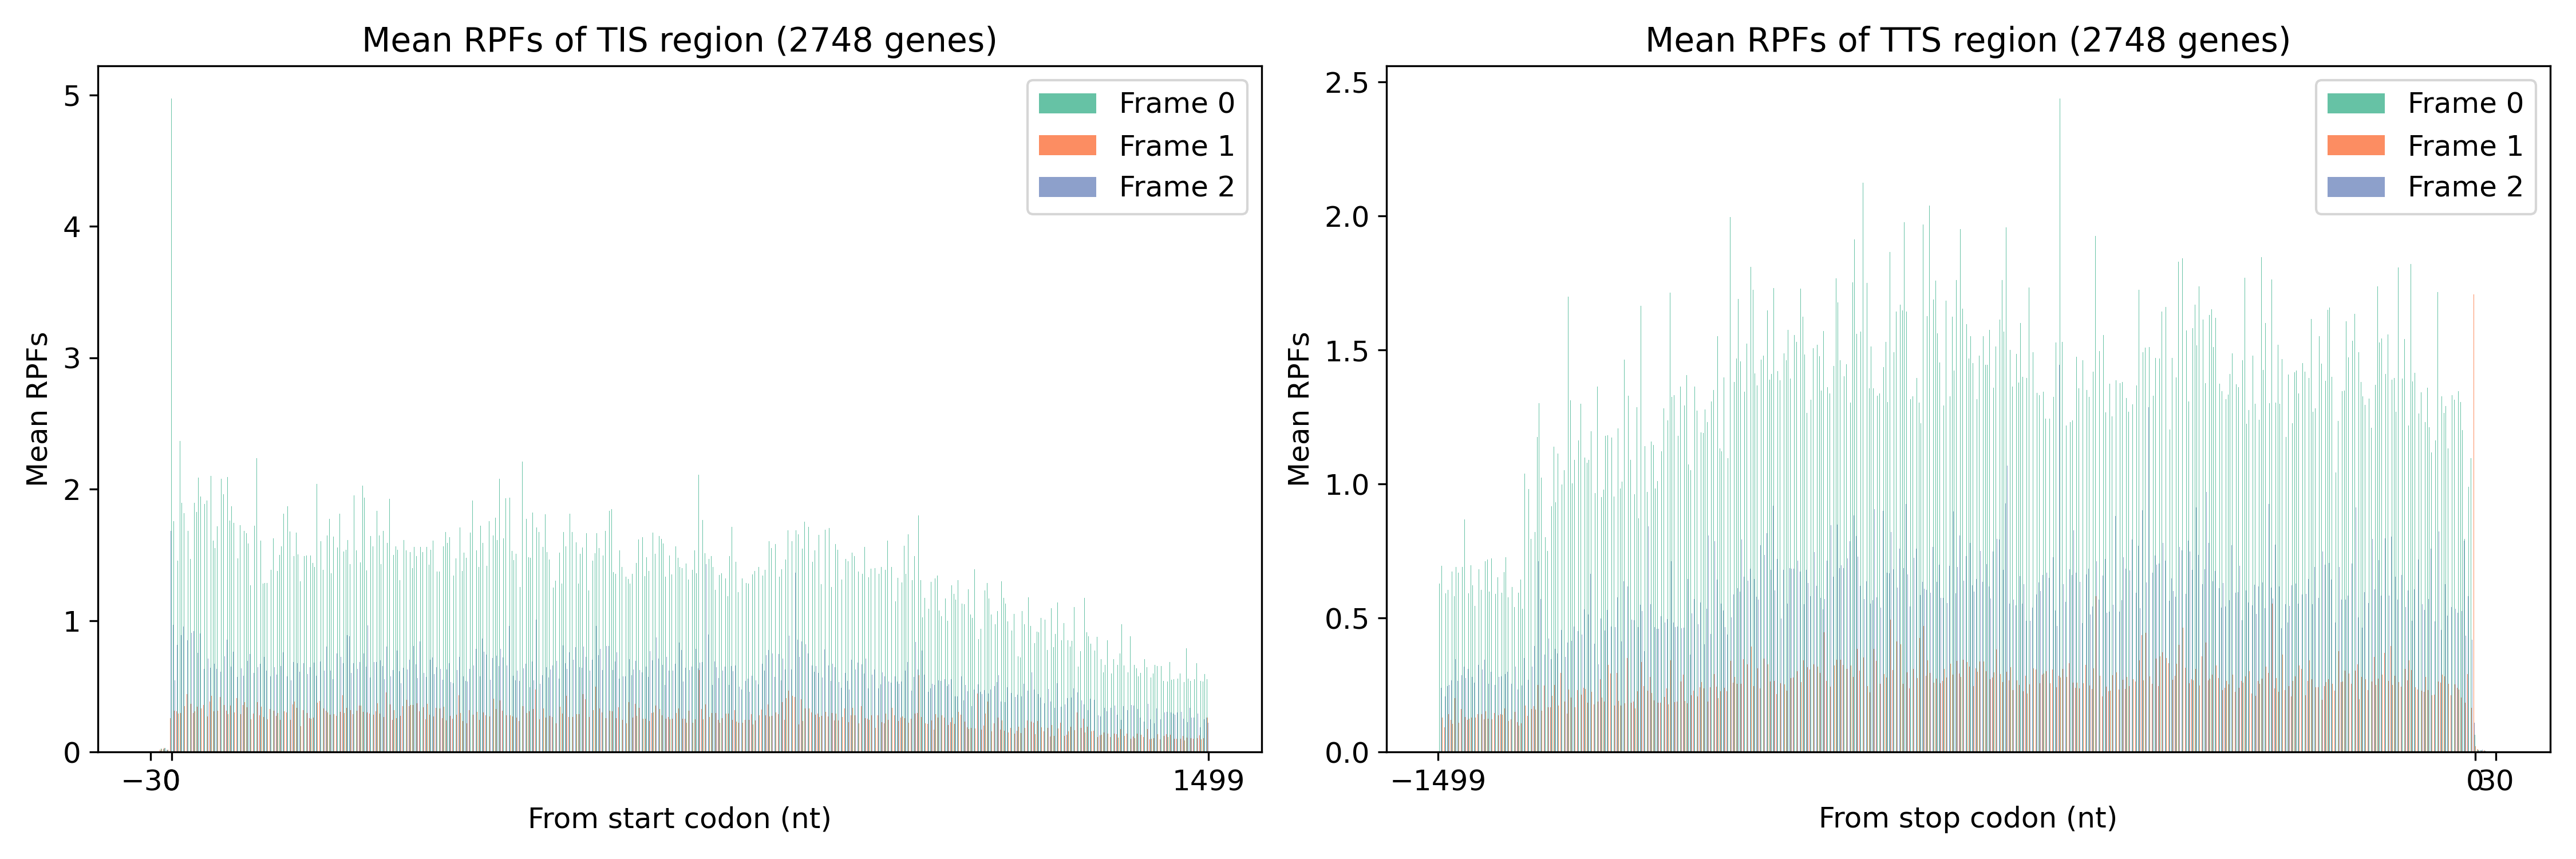 Mean RPFs of TIS region (2748 genes)
Mean RPFs
5
4
3
2
1
0
Frame 0
Frame 1
Frame 2
−30
1499
From start codon (nt)
Mean RPFs of TTS region (2748 genes)
Mean RPFs
2.5
2.0
1.5
1.0
0.5
0.0
Frame 0
Frame 1
Frame 2
−1499
0
30
From stop codon (nt)